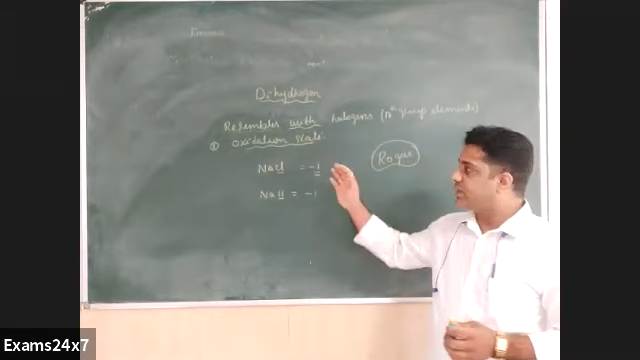 Dihydrogen
Resembles with halogens (17th group elements)
① Oxidation state:
NaCl = -1
NaH = -1
Rogue
Exams24x7